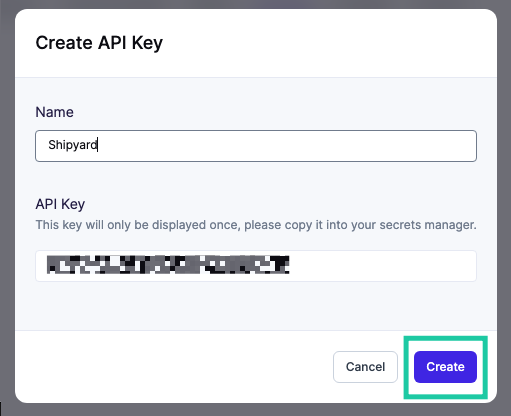 Create API Key
Name
Shipyard
API Key
This key will only be displayed once, please copy it into your secrets manager.
Cancel
Create